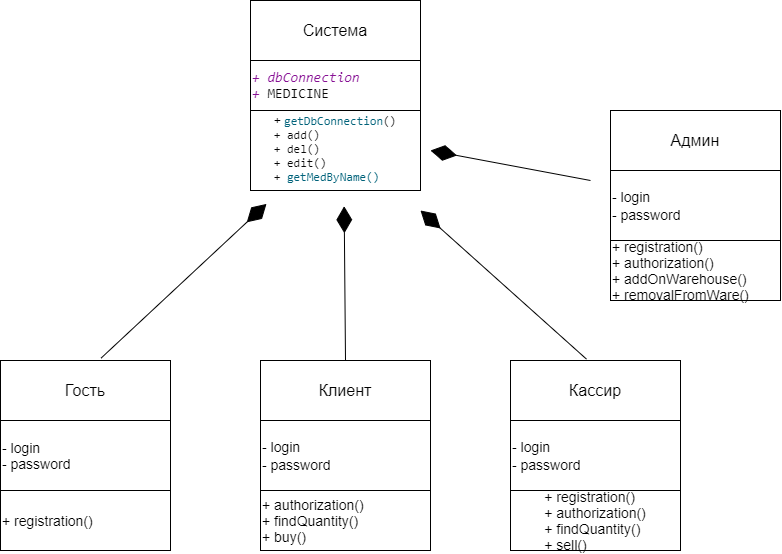 Система
+ dbConnection
+ MEDICINE
+ getDbConnection()
+ add()
+ del()
+ edit()
+ getMedByName()
Админ
- login
- password
+ registration()
+ authorization()
+ addOnWarehouse()
+ removalFromWare()
Гость
- login
- password
+ registration()
Клиент
- login
- password
+ authorization()
+ findQuantity()
+ buy()
Кассир
- login
- password
+ registration()
+ authorization()
+ findQuantity()
+ sell()